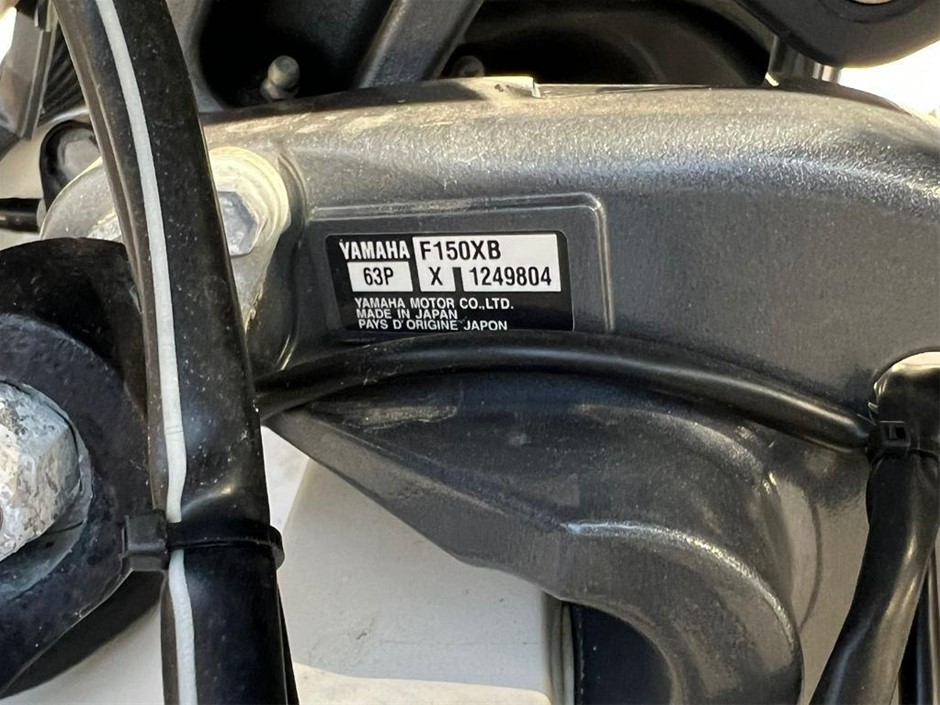 YAMAHA F150XB
63P X 1249804
YAMAHA MOTOR CO.,LTD.
MADE IN JAPAN
PAYS D'ORIGINE JAPON